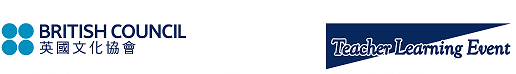 BRITISH COUNCIL
英國文化協會
Teacher Learning Event